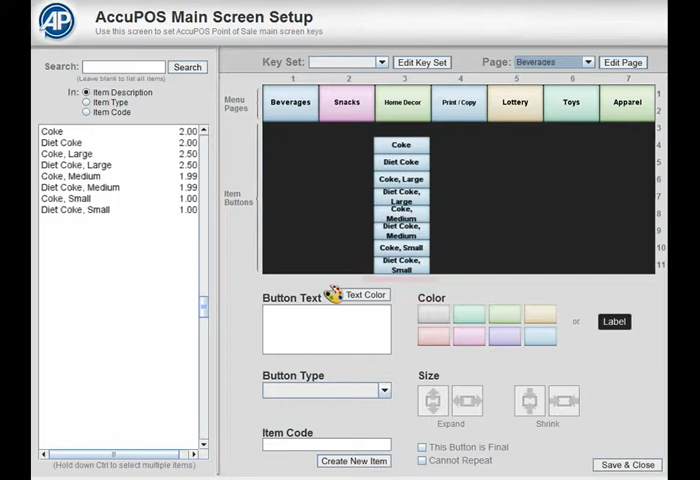 AP
AccuPOS Main Screen Setup
Use this screen to set AccuPOS Point of Sale main screen keys
Search: Search
(Leave blank to list all items)
In: Item Description
Item Type
Item Code
Coke 2.00
Diet Coke 2.00
Coke, Large 2.50
Diet Coke, Large 2.50
Coke, Medium 1.99
Diet Coke, Medium 1.99
Coke, Small 1.00
Diet Coke, Small 1.00
(Hold down Ctrl to select multiple items)
Key Set: Edit Key Set Page: Beverages Edit Page
1 2 3 4 5 6 7
Menu Pages
Beverages Snacks Home Decor Print / Copy Lottery Toys Apparel
1
2
3
4
5
6
7
8
9
10
11
Item Buttons
Coke
Diet Coke
Coke, Large
Diet Coke, Large
Coke, Medium
Diet Coke, Medium
Coke, Small
Diet Coke, Small
Button Text Text Color
Color
or Label
Button Type
Size
Expand Shrink
Item Code
Create New Item
This Button is Final
Cannot Repeat
Save & Close